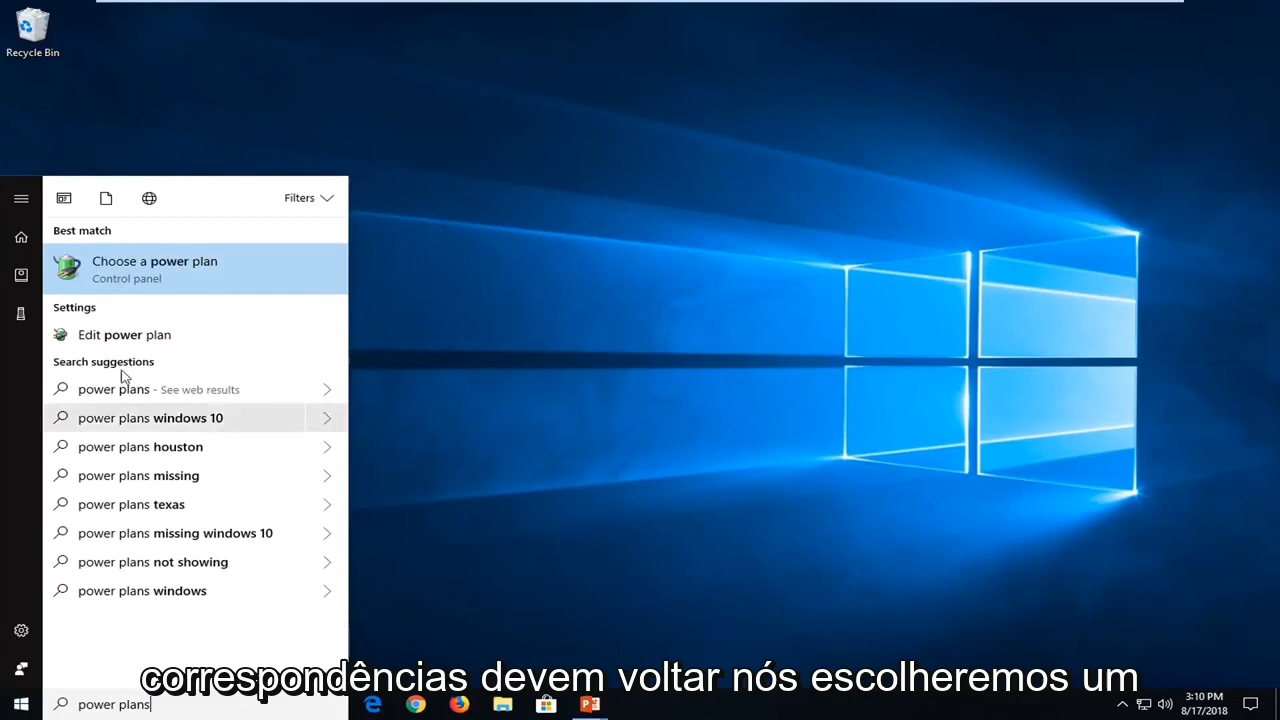 Recycle Bin
Filters
Best match
Choose a power plan
Control panel
Settings
Edit power plan
Search suggestions
power plans - See web results
power plans windows 10
power plans houston
power plans missing
power plans texas
power plans missing windows 10
power plans not showing
power plans windows
correspondências devem voltar nós escolheremos um
power plans
3:10 PM
8/17/2018